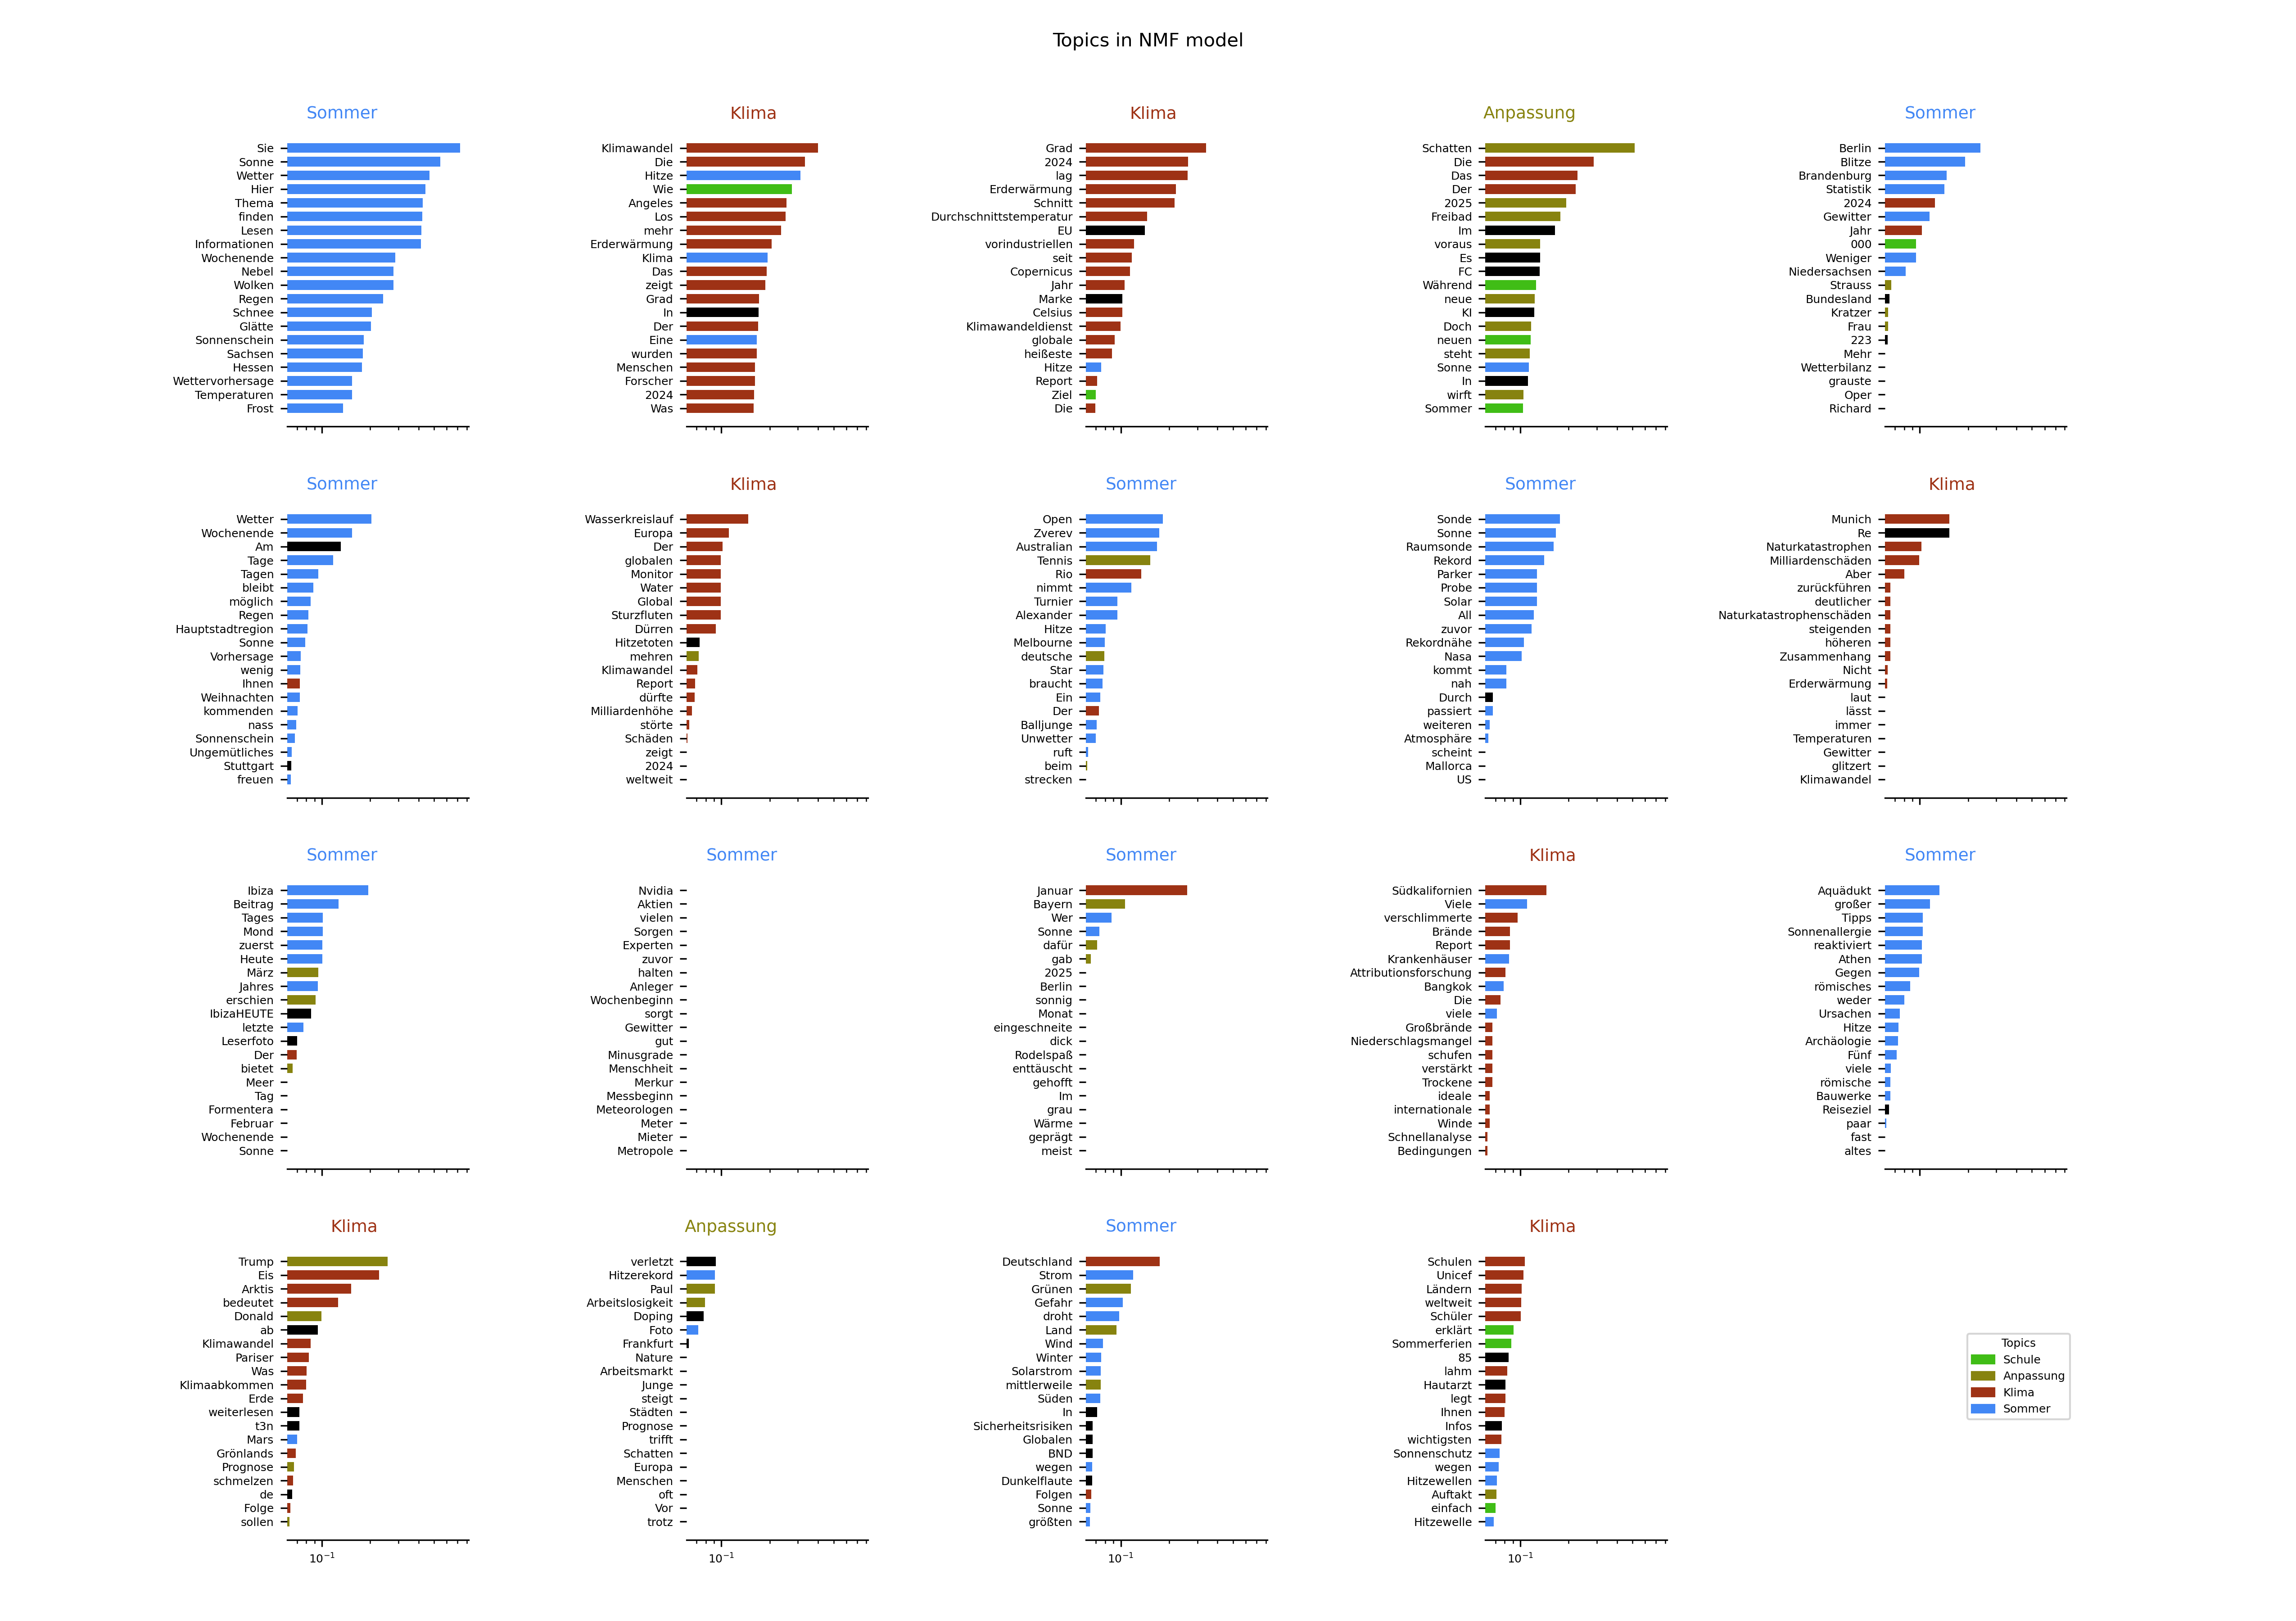 Topics in NMF model
Sommer
Sie
Sonne
Wetter
Hier
Thema
finden
Lesen
Informationen
Wochenende
Nebel
Wolken
Regen
Schnee
Glätte
Sonnenschein
Sachsen
Hessen
Wettervorhersage
Temperaturen
Frost
Klima
Klimawandel
Die
Hitze
Wie
Angeles
Los
mehr
Erderwärmung
Klima
Das
zeigt
Grad
In
Der
Eine
wurden
Menschen
Forscher
2024
Was
Klima
Grad
2024
lag
Erderwärmung
Schnitt
Durchschnittstemperatur
EU
vorindustriellen
seit
Copernicus
Jahr
Marke
Celsius
Klimawandeldienst
globale
heißeste
Hitze
Report
Ziel
Die
Anpassung
Schatten
Die
Das
Der
2025
Freibad
Im
voraus
Es
FC
Während
neue
KI
Doch
neuen
steht
Sonne
In
wirft
Sommer
Sommer
Berlin
Blitze
Brandenburg
Statistik
2024
Gewitter
Jahr
000
Weniger
Niedersachsen
Strauss
Bundesland
Kratzer
Frau
223
Mehr
Wetterbilanz
grauste
Oper
Richard
Sommer
Wetter
Wochenende
Am
Tage
Tagen
bleibt
möglich
Regen
Hauptstadtregion
Sonne
Vorhersage
wenig
Ihnen
Weihnachten
kommenden
nass
Sonnenschein
Ungemütliches
Stuttgart
freuen
Klima
Wasserkreislauf
Europa
Der
globalen
Monitor
Water
Global
Sturzfluten
Dürren
Hitzetoten
mehren
Klimawandel
Report
dürfte
Milliardenhöhe
störte
Schäden
zeigt
2024
weltweit
Sommer
Open
Zverev
Australian
Tennis
Rio
nimmt
Turnier
Alexander
Hitze
Melbourne
deutsche
Star
braucht
Ein
Der
Balljunge
Unwetter
ruft
beim
strecken
Sommer
Sonde
Sonne
Raumsonde
Rekord
Parker
Probe
Solar
All
zuvor
Rekordnähe
Nasa
kommt
nah
Durch
passiert
weiteren
Atmosphäre
scheint
Mallorca
US
Klima
Munich
Re
Naturkatastrophen
Milliardenschäden
Aber
zurückführen
deutlicher
Naturkatastrophenschäden
steigenden
höheren
Zusammenhang
Nicht
Erderwärmung
laut
lässt
immer
Temperaturen
Gewitter
glitzert
Klimawandel
Sommer
Ibiza
Beitrag
Tages
Mond
zuerst
Heute
März
Jahres
erschien
IbizaHEUTE
letzte
Leserfoto
Der
bietet
Meer
Tag
Formentera
Februar
Wochenende
Sonne
Sommer
Nvidia
Aktien
vielen
Sorgen
Experten
zuvor
halten
Anleger
Wochenbeginn
sorgt
Gewitter
gut
Minusgrade
Menschheit
Merkur
Messbeginn
Meteorologen
Meter
Mieter
Metropole
Sommer
Januar
Bayern
Wer
Sonne
dafür
gab
2025
Berlin
sonnig
Monat
eingeschneite
dick
Rodelspaß
enttäuscht
gehofft
Im
grau
Wärme
geprägt
meist
Klima
Südkalifornien
Viele
verschlimmerte
Brände
Report
Krankenhäuser
Attributionsforschung
Bangkok
Die
viele
Großbrände
Niederschlagsmangel
schufen
verstärkt
Trockene
ideale
internationale
Winde
Schnellanalyse
Bedingungen
Sommer
Aquädukt
großer
Tipps
Sonnenallergie
reaktiviert
Athen
Gegen
römisches
weder
Ursachen
Hitze
Archäologie
Fünf
viele
römische
Bauwerke
Reiseziel
paar
fast
altes
Klima
Trump
Eis
Arktis
bedeutet
Donald
ab
Klimawandel
Pariser
Was
Klimaabkommen
Erde
weiterlesen
t3n
Mars
Grönlands
Prognose
schmelzen
de
Folge
sollen
10⁻¹
Anpassung
verletzt
Hitzerekord
Paul
Arbeitslosigkeit
Doping
Foto
Frankfurt
Nature
Arbeitsmarkt
Junge
steigt
Städten
Prognose
trifft
Schatten
Europa
Menschen
oft
Vor
trotz
10⁻¹
Sommer
Deutschland
Strom
Grünen
Gefahr
droht
Land
Wind
Winter
Solarstrom
mittlerweile
Süden
In
Sicherheitsrisiken
Globalen
BND
wegen
Dunkelflaute
Folgen
Sonne
größten
10⁻¹
Klima
Schulen
Unicef
Ländern
weltweit
Schüler
erklärt
Sommerferien
85
lahm
Hautarzt
legt
Ihnen
Infos
wichtigsten
Sonnenschutz
wegen
Hitzewellen
Auftakt
einfach
Hitzewelle
10⁻¹
Topics
Schule
Anpassung
Klima
Sommer